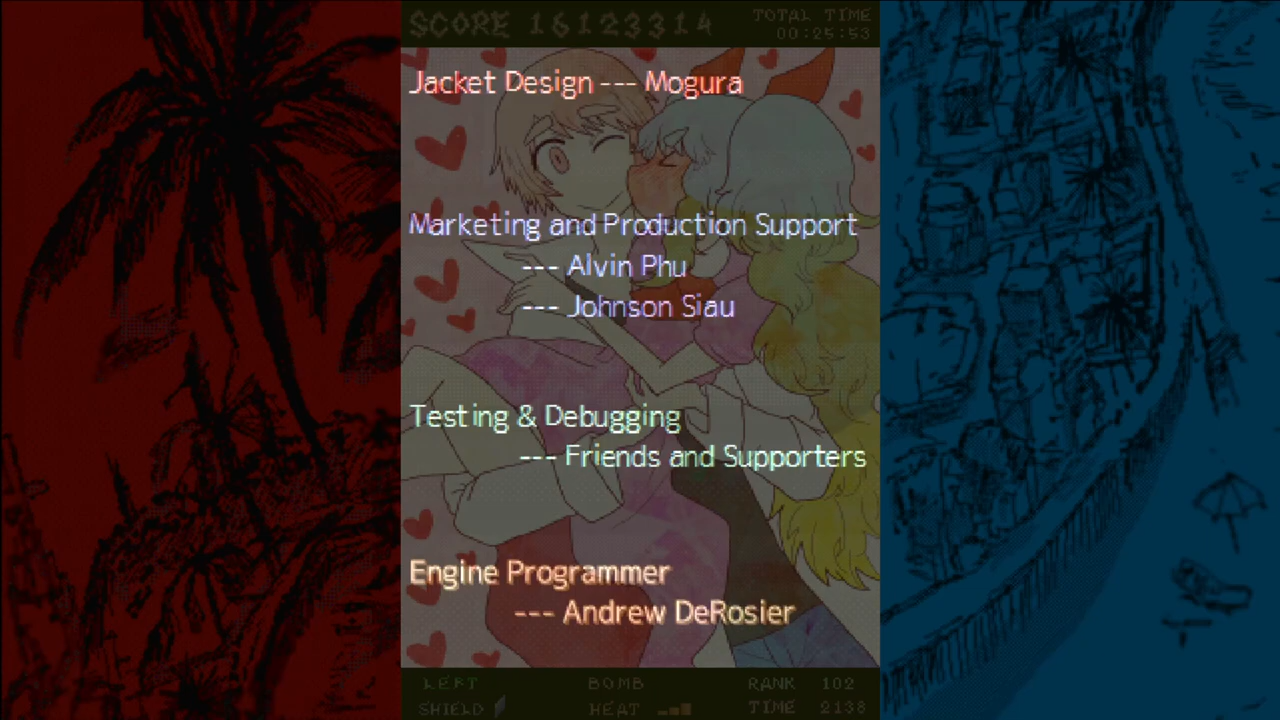 SCORE 16123314
TOTAL TIME
00:25:53
Jacket Design --- Mogura
Marketing and Production Support
--- Alvin Phu
--- Johnson Siau
Testing & Debugging
--- Friends and Supporters
Engine Programmer
--- Andrew DeRosier
LEFT BOMB RANK 102
SHIELD HEAT TIME 2138